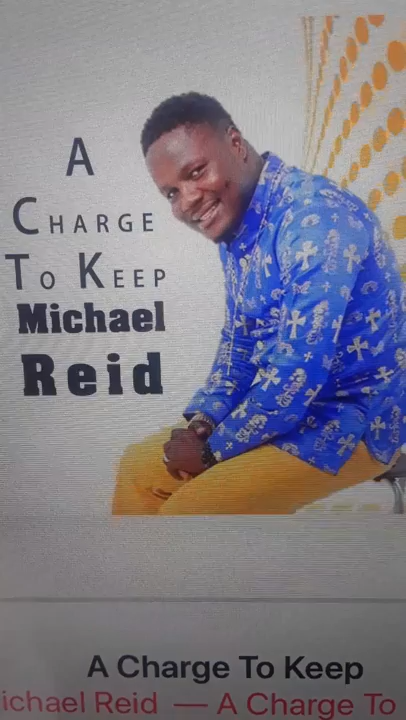 A
CHARGE
TO KEEP
Michael
Reid
A Charge To Keep
ichael Reid — A Charge To